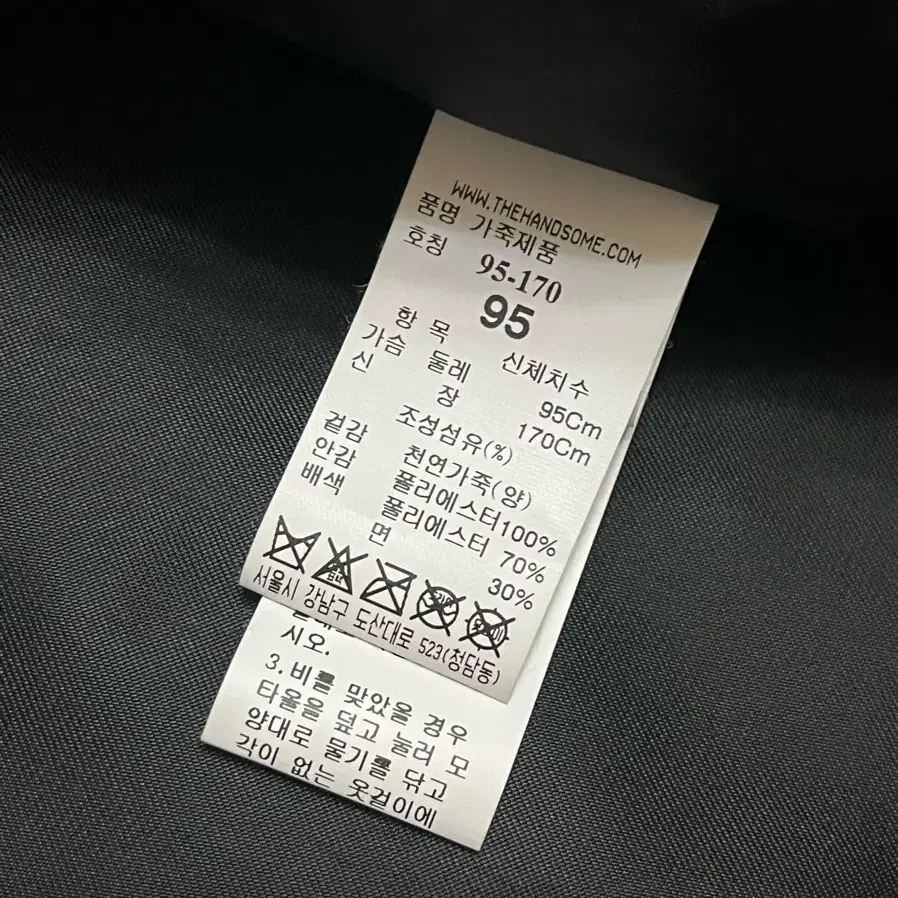 WWW.THEHANDSOME.COM
품명 가죽제품
호칭 95-170
95
항 목 신체치수
가슴 둘레 95Cm
신 장 170Cm
조성섬유(%)
겉감 천연가죽(양)
안감 폴리에스터100%
배색 폴리에스터 70%
면 30%
서울시 강남구 도산대로 523(청담동)
시오.
3. 비를 맞았을 경우
타올을 덮고 눌러 모
양대로 물기를 닦고
각이 없는 옷걸이에